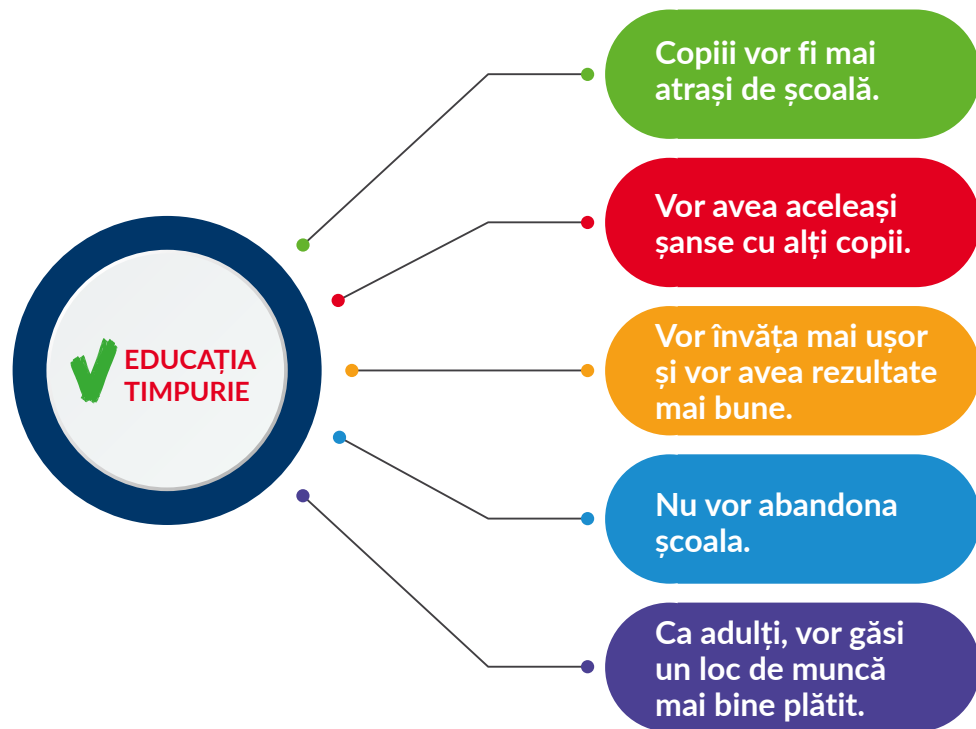 EDUCAȚIA
TIMPURIE
Copiii vor fi mai
atrași de școală.
Vor avea aceleași
șanse cu alți copii.
Vor învăța mai ușor
și vor avea rezultate
mai bune.
Nu vor abandona
școala.
Ca adulți, vor găsi
un loc de muncă
mai bine plătit.